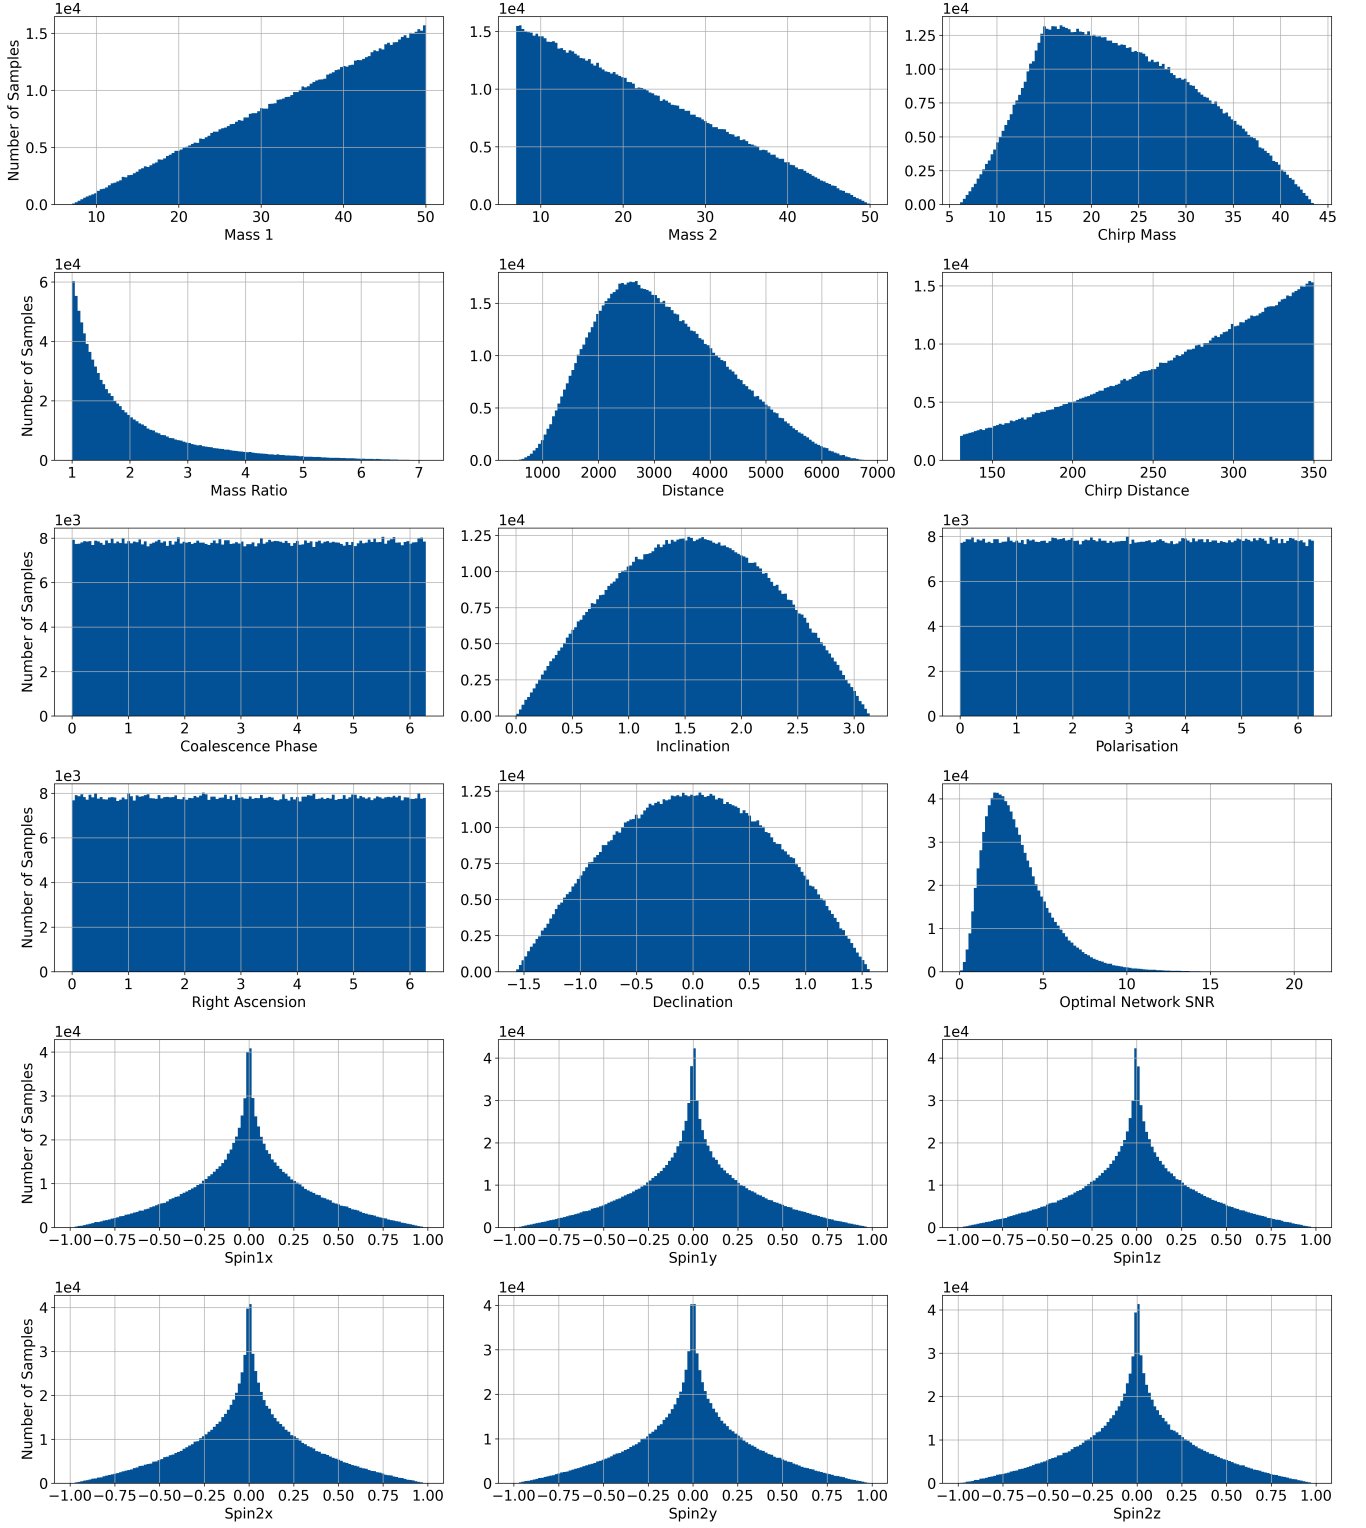 1e4 1e4 1e4
Number of Samples
1.5 1.0 0.5 0.0
10 20 30 40 50
Mass 1
1.5 1.0 0.5 0.0
10 20 30 40 50
Mass 2
1.25 1.00 0.75 0.50 0.25 0.00
5 10 15 20 25 30 35 40 45
Chirp Mass
1e4 1e4 1e4
Number of Samples
6 4 2 0
1 2 3 4 5 6 7
Mass Ratio
1.5 1.0 0.5 0.0
1000 2000 3000 4000 5000 6000 7000
Distance
1.5 1.0 0.5 0.0
150 200 250 300 350
Chirp Distance
1e3 1e4 1e3
Number of Samples
8 6 4 2 0
0 1 2 3 4 5 6
Coalescence Phase
1.25 1.00 0.75 0.50 0.25 0.00
0.0 0.5 1.0 1.5 2.0 2.5 3.0
Inclination
8 6 4 2 0
0 1 2 3 4 5 6
Polarisation
1e3 1e4 1e4
Number of Samples
8 6 4 2 0
0 1 2 3 4 5 6
Right Ascension
1.25 1.00 0.75 0.50 0.25 0.00
−1.5 −1.0 −0.5 0.0 0.5 1.0 1.5
Declination
4 3 2 1 0
0 5 10 15 20
Optimal Network SNR
1e4 1e4 1e4
Number of Samples
4 3 2 1 0
−1.00 −0.75 −0.50 −0.25 0.00 0.25 0.50 0.75 1.00
Spin1x
4 3 2 1 0
−1.00 −0.75 −0.50 −0.25 0.00 0.25 0.50 0.75 1.00
Spin1y
4 3 2 1 0
−1.00 −0.75 −0.50 −0.25 0.00 0.25 0.50 0.75 1.00
Spin1z
1e4 1e4 1e4
Number of Samples
4 3 2 1 0
−1.00 −0.75 −0.50 −0.25 0.00 0.25 0.50 0.75 1.00
Spin2x
4 3 2 1 0
−1.00 −0.75 −0.50 −0.25 0.00 0.25 0.50 0.75 1.00
Spin2y
4 3 2 1 0
−1.00 −0.75 −0.50 −0.25 0.00 0.25 0.50 0.75 1.00
Spin2z